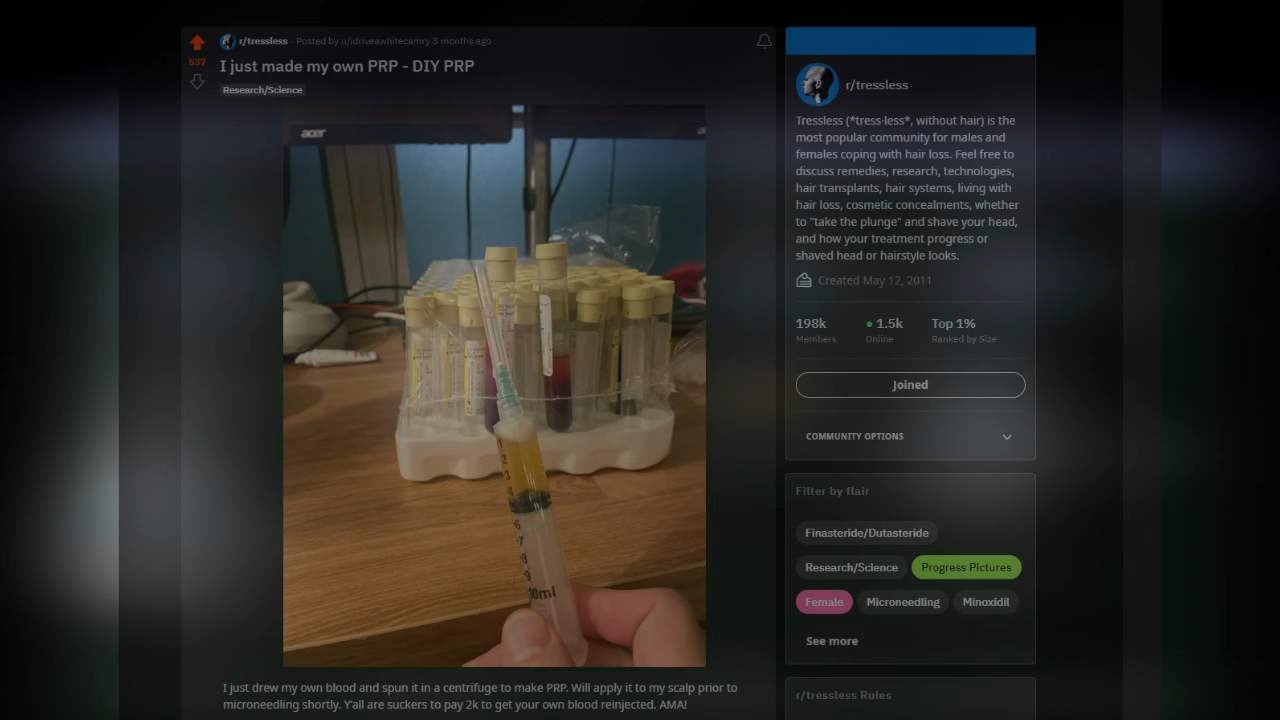 r/tressless · Posted by u/idriveawhitecamry 3 months ago
537
I just made my own PRP - DIY PRP
Research/Science
acer
2
3
4
6
7
8
9
10ml
I just drew my own blood and spun it in a centrifuge to make PRP. Will apply it to my scalp prior to
microneedling shortly. Y'all are suckers to pay 2k to get your own blood reinjected. AMA!
r/tressless
Tressless (*tress·less*, without hair) is the
most popular community for males and
females coping with hair loss. Feel free to
discuss remedies, research, technologies,
hair transplants, hair systems, living with
hair loss, cosmetic concealments, whether
to "take the plunge" and shave your head,
and how your treatment progress or
shaved head or hairstyle looks.
Created May 12, 2011
198k 1.5k Top 1%
Members Online Ranked by Size
Joined
COMMUNITY OPTIONS
Filter by flair
Finasteride/Dutasteride
Research/Science Progress Pictures
Female Microneedling Minoxidil
See more
r/tressless Rules